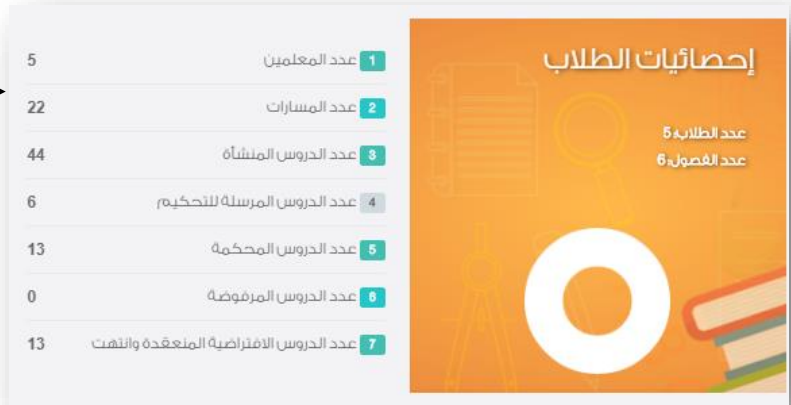 إحصائيات الطلاب
عدد الطلاب: 5
عدد الفصول: 6
1 عدد المعلمين 5
2 عدد المسارات 22
3 عدد الدروس المنشأة 44
4 عدد الدروس المرسلة للتحكيم 6
5 عدد الدروس المحكمة 13
6 عدد الدروس المرفوضة 0
7 عدد الدروس الافتراضية المنعقدة وانتهت 13